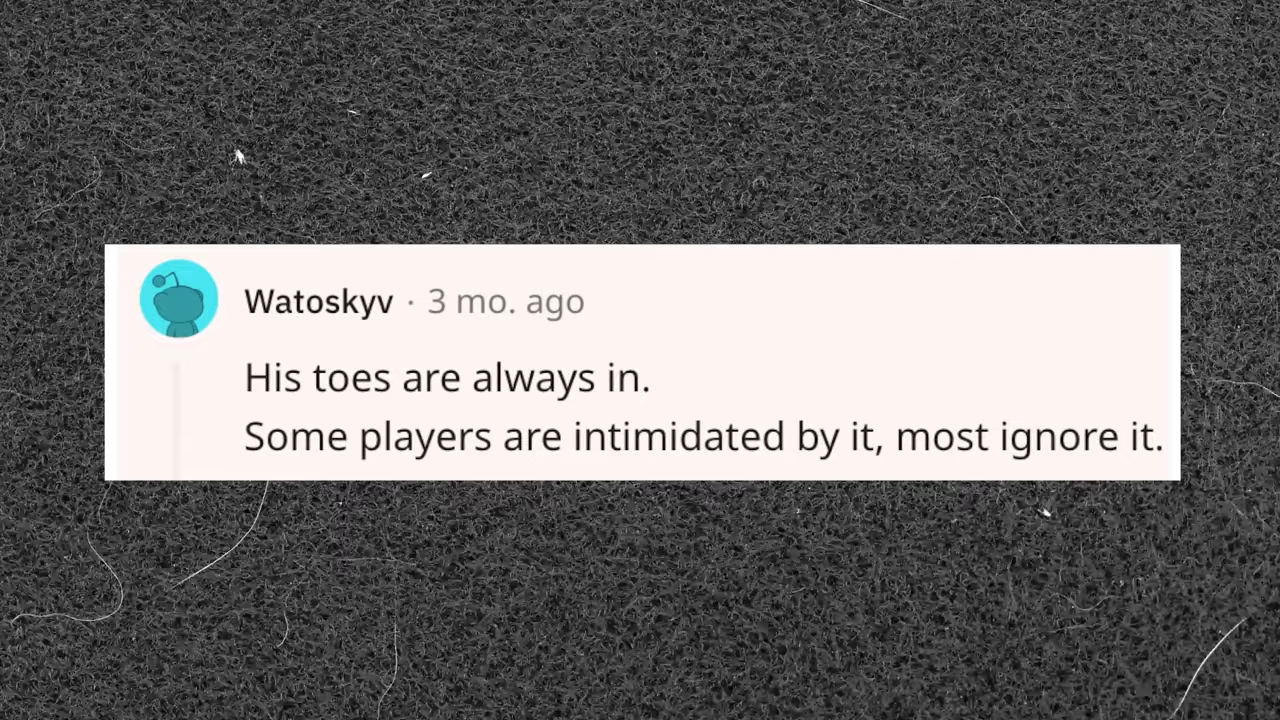 Watoskyv · 3 mo. ago
His toes are always in.
Some players are intimidated by it, most ignore it.